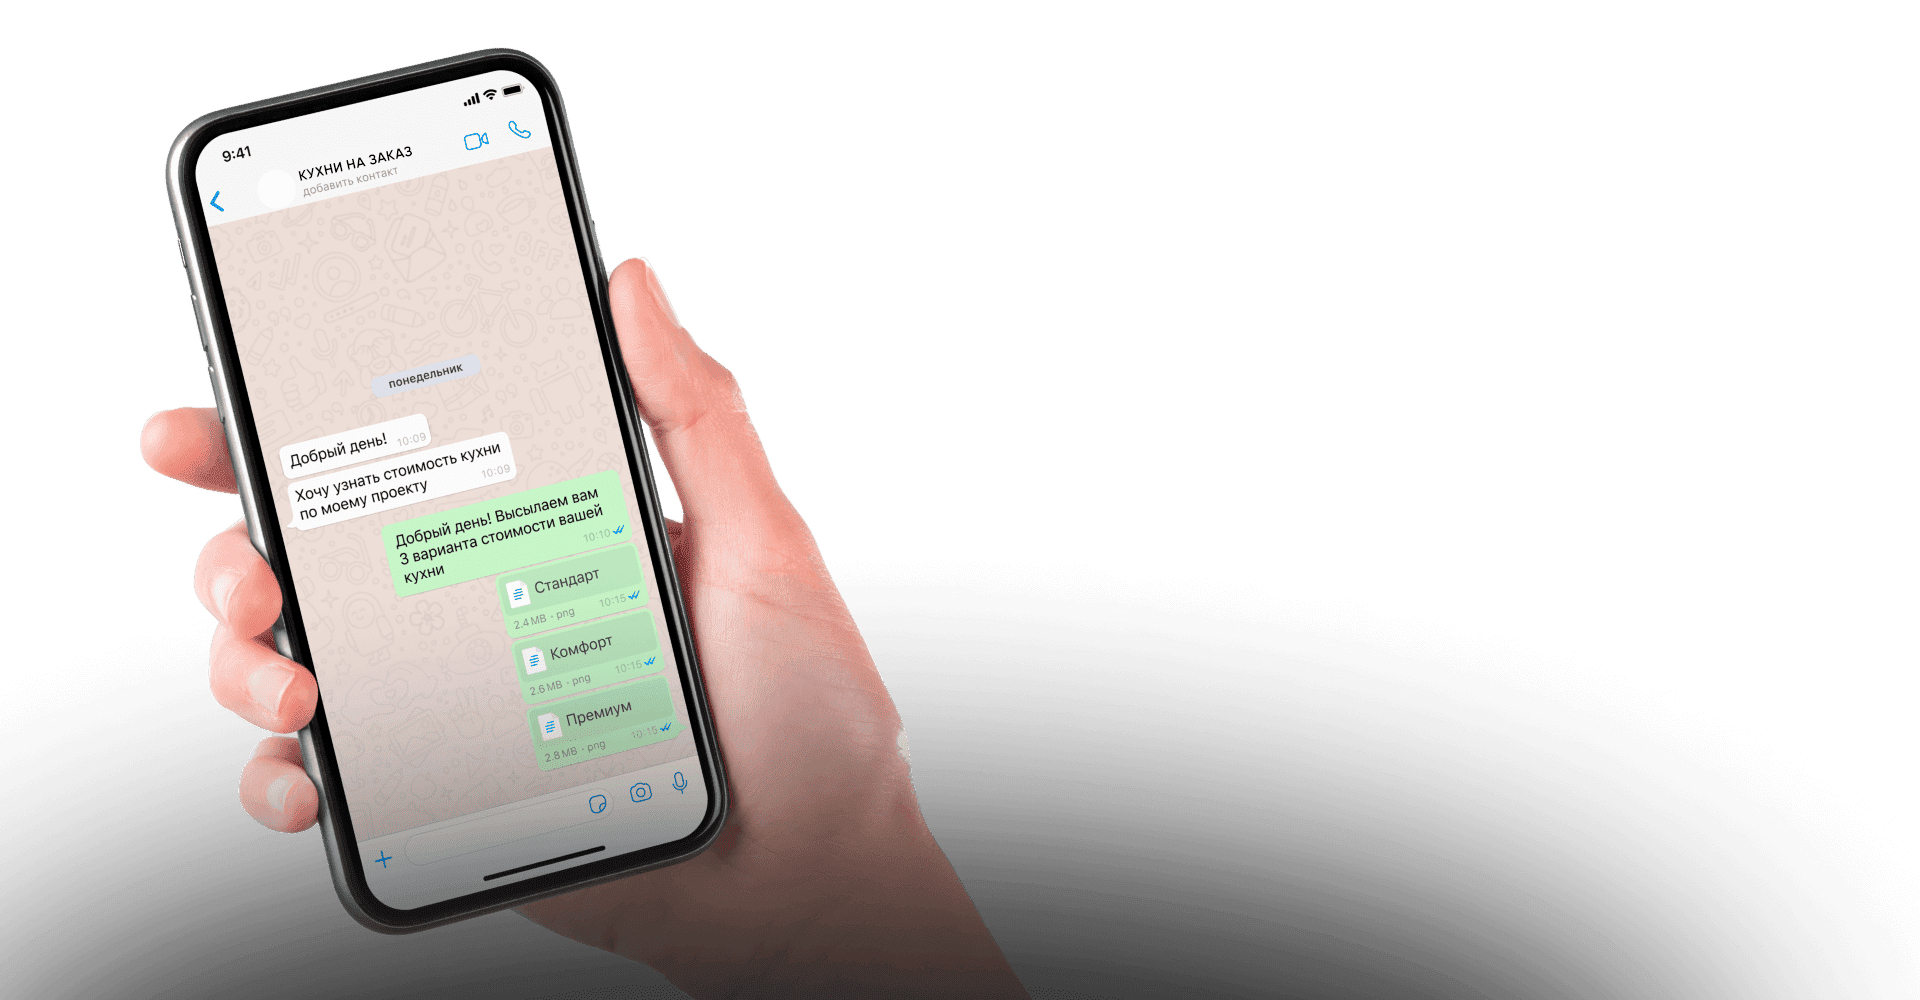 9:41
КУХНИ НА ЗАКАЗ
добавить контакт
понедельник
Добрый день! 10:09
Хочу узнать стоимость кухни
по моему проекту 10:09
Добрый день! Высылаем вам
3 варианта стоимости вашей
кухни 10:10
Стандарт
2.4 MB · png 10:15
Комфорт
2.6 MB · png 10:15
Премиум
2.8 MB · png 10:15